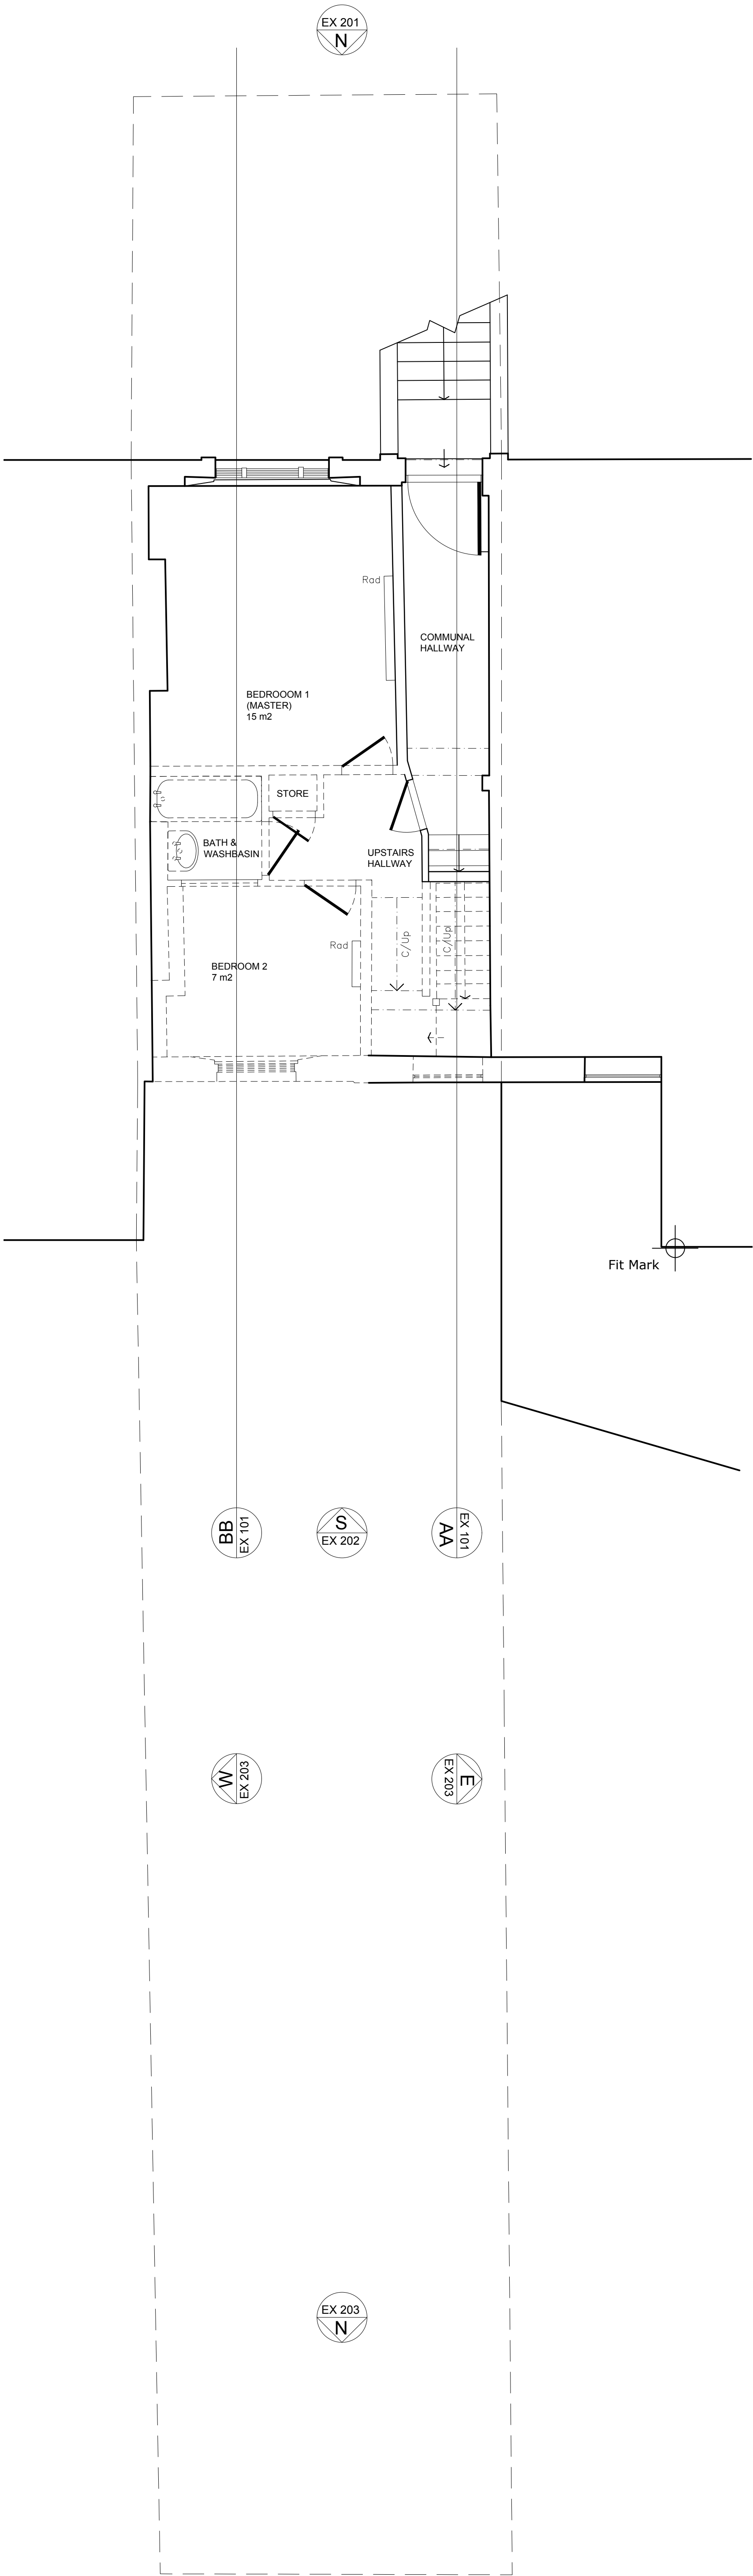 EX 201
N
Rad
COMMUNAL
HALLWAY
BEDROOOM 1
(MASTER)
15 m2
STORE
BATH &
WASHBASIN
UPSTAIRS
HALLWAY
C/Up
C/Up
Rad
BEDROOM 2
7 m2
Fit Mark
BB
EX 101
S
EX 202
AA
EX 101
W
EX 203
E
EX 203
EX 203
N